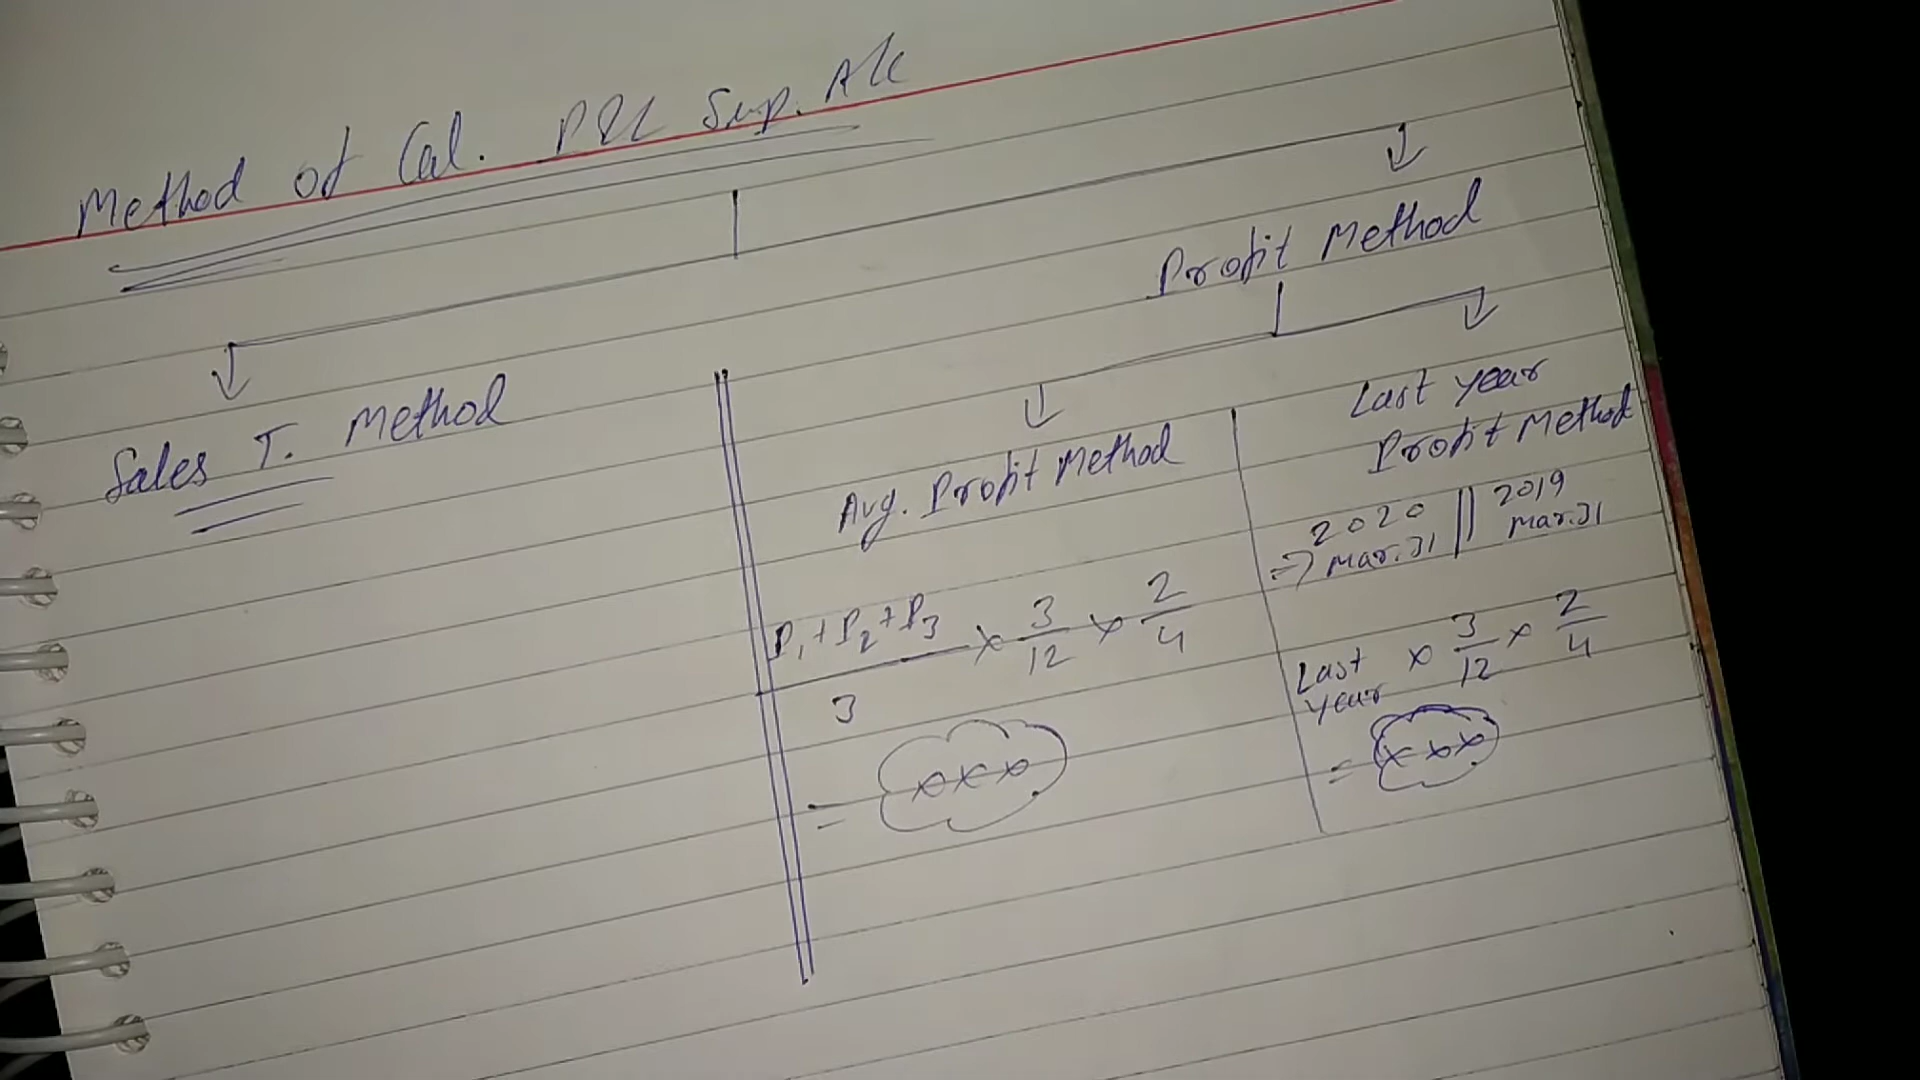 Method of Cal. P&L Sup. A/c
Profit Method
Sales T. Method
Avg. Profit Method
P1 + P2 + P3 / 3 × 3/12 × 2/4
= xxx
Last year
Profit Method
⇒ 2020 Mar. 31 || 2019 Mar. 31
Last year × 3/12 × 2/4
= xxx